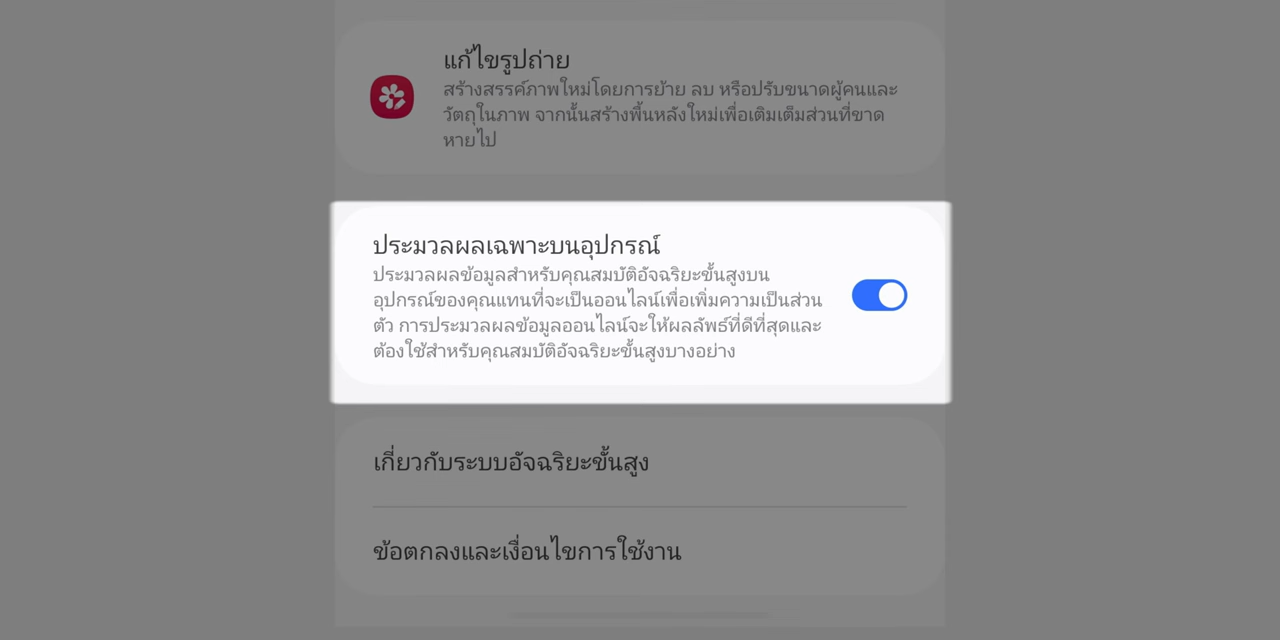 แก้ไขรูปถ่าย
สร้างสรรค์ภาพใหม่โดยการย้าย ลบ หรือปรับขนาดผู้คนและ
วัตถุในภาพ จากนั้นสร้างพื้นหลังใหม่เพื่อเติมเต็มส่วนที่ขาด
หายไป
ประมวลผลเฉพาะบนอุปกรณ์
ประมวลผลข้อมูลสำหรับคุณสมบัติอัจฉริยะขั้นสูงบน
อุปกรณ์ของคุณแทนที่จะเป็นออนไลน์เพื่อเพิ่มความเป็นส่วน
ตัว การประมวลผลข้อมูลออนไลน์จะให้ผลลัพธ์ที่ดีที่สุดและ
ต้องใช้สำหรับคุณสมบัติอัจฉริยะขั้นสูงบางอย่าง
เกี่ยวกับระบบอัจฉริยะขั้นสูง
ข้อตกลงและเงื่อนไขการใช้งาน